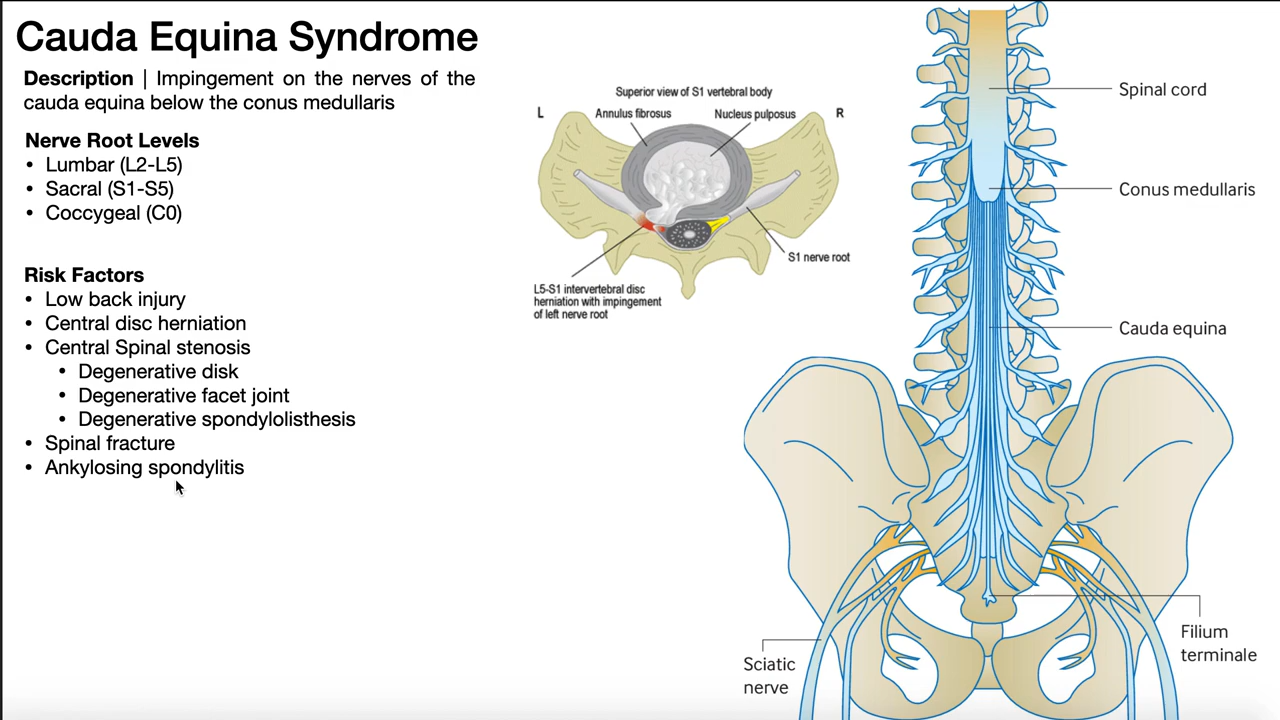 Cauda Equina Syndrome
Description | Impingement on the nerves of the
cauda equina below the conus medullaris
Nerve Root Levels
• Lumbar (L2-L5)
• Sacral (S1-S5)
• Coccygeal (C0)
Risk Factors
• Low back injury
• Central disc herniation
• Central Spinal stenosis
• Degenerative disk
• Degenerative facet joint
• Degenerative spondylolisthesis
• Spinal fracture
• Ankylosing spondylitis
Superior view of S1 vertebral body
L
Annulus fibrosus
Nucleus pulposus
R
S1 nerve root
L5-S1 intervertebral disc
herniation with impingement
of left nerve root
Spinal cord
Conus medullaris
Cauda equina
Filium
terminale
Sciatic
nerve